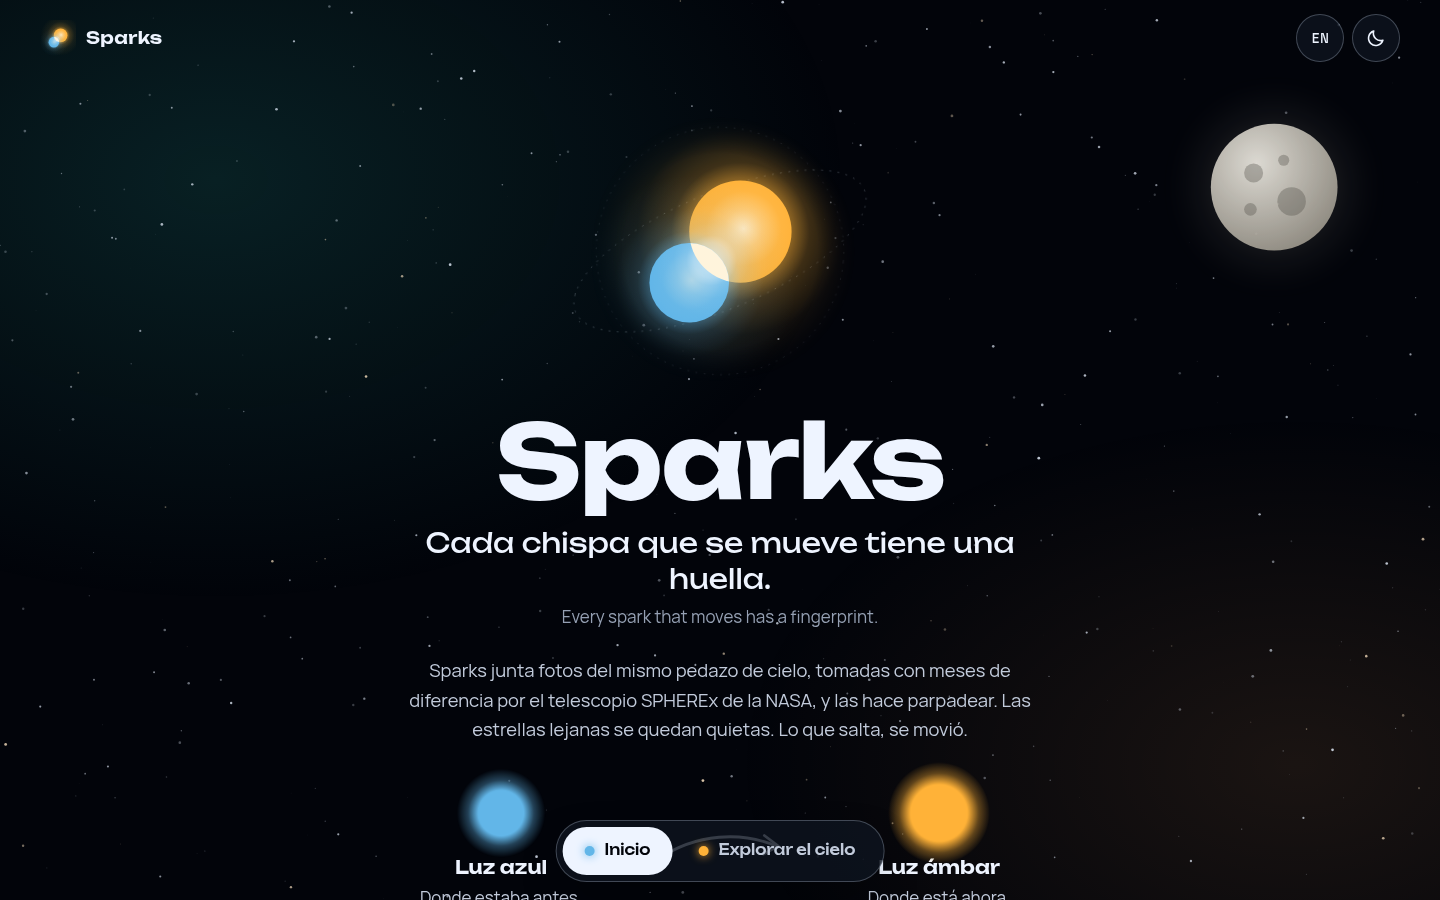 Sparks
EN
Sparks
Cada chispa que se mueve tiene una
huella.
Every spark that moves has a fingerprint.
Sparks junta fotos del mismo pedazo de cielo, tomadas con meses de
diferencia por el telescopio SPHEREx de la NASA, y las hace parpadear. Las
estrellas lejanas se quedan quietas. Lo que salta, se movió.
Luz azul
Luz ámbar
Donde estaba antes
Donde está ahora
Inicio
Explorar el cielo